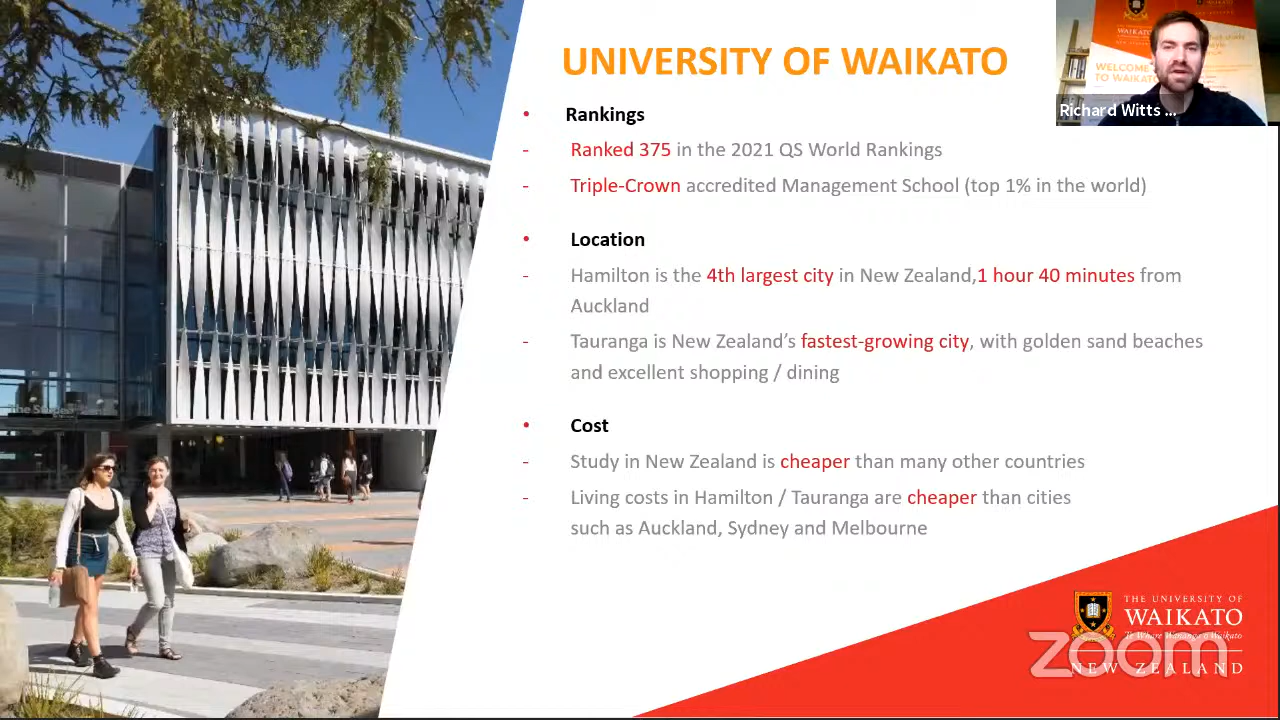 UNIVERSITY OF WAIKATO
WELCOME
TO WAIKATO
Richard Witts ...
• Rankings
- Ranked 375 in the 2021 QS World Rankings
- Triple-Crown accredited Management School (top 1% in the world)
• Location
- Hamilton is the 4th largest city in New Zealand,1 hour 40 minutes from
Auckland
- Tauranga is New Zealand’s fastest-growing city, with golden sand beaches
and excellent shopping / dining
• Cost
- Study in New Zealand is cheaper than many other countries
- Living costs in Hamilton / Tauranga are cheaper than cities
such as Auckland, Sydney and Melbourne
THE UNIVERSITY OF
WAIKATO
Te Whare Wānanga o Waikato
zoom
NEW ZEALAND